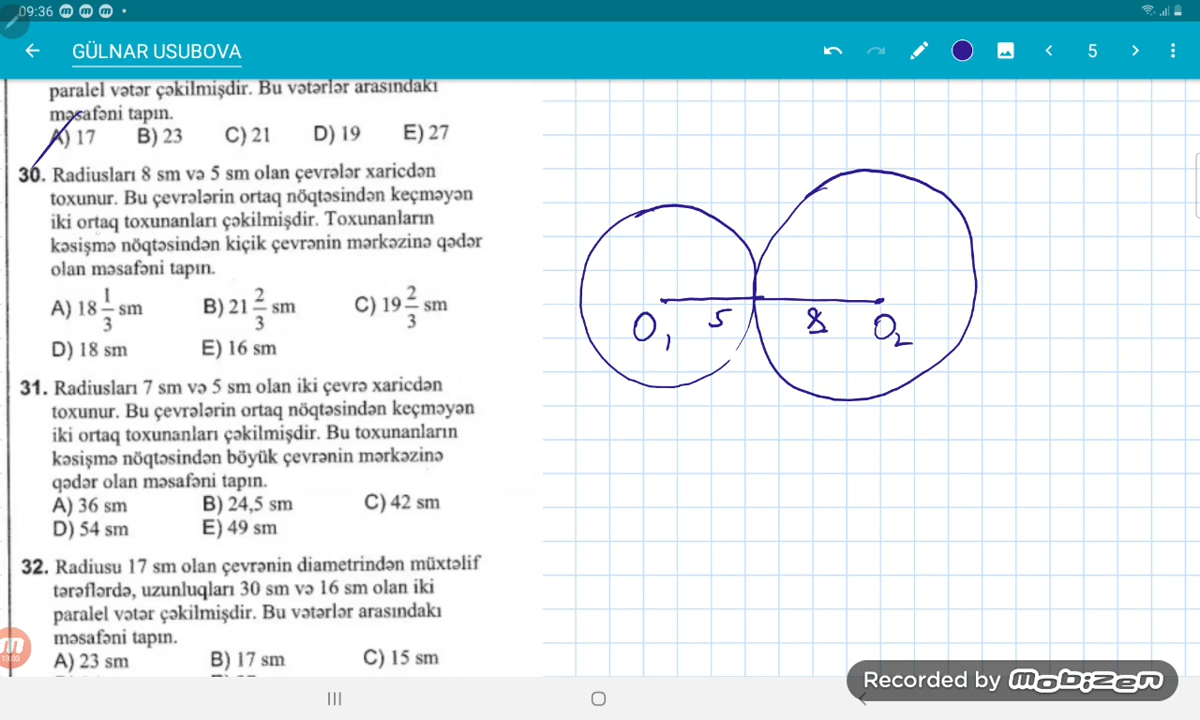 09:36
GÜLNAR USUBOVA
5
paralel vətər çəkilmişdir. Bu vətərlər arasındakı
məsafəni tapın.
A) 17 B) 23 C) 21 D) 19 E) 27
30. Radiusları 8 sm və 5 sm olan çevrələr xaricdən
toxunur. Bu çevrələrin ortaq nöqtəsindən keçməyən
iki ortaq toxunanları çəkilmişdir. Toxunanların
kəsişmə nöqtəsindən kiçik çevrənin mərkəzinə qədər
olan məsafəni tapın.
A) 18 1/3 sm B) 21 2/3 sm C) 19 2/3 sm
D) 18 sm E) 16 sm
31. Radiusları 7 sm və 5 sm olan iki çevrə xaricdən
toxunur. Bu çevrələrin ortaq nöqtəsindən keçməyən
iki ortaq toxunanları çəkilmişdir. Bu toxunanların
kəsişmə nöqtəsindən böyük çevrənin mərkəzinə
qədər olan məsafəni tapın.
A) 36 sm B) 24,5 sm C) 42 sm
D) 54 sm E) 49 sm
32. Radiusu 17 sm olan çevrənin diametrindən müxtəlif
tərəflərdə, uzunluqları 30 sm və 16 sm olan iki
paralel vətər çəkilmişdir. Bu vətərlər arasındakı
məsafəni tapın.
A) 23 sm B) 17 sm C) 15 sm
O₁ 5 8 O₂
13:03
Recorded by mobizen